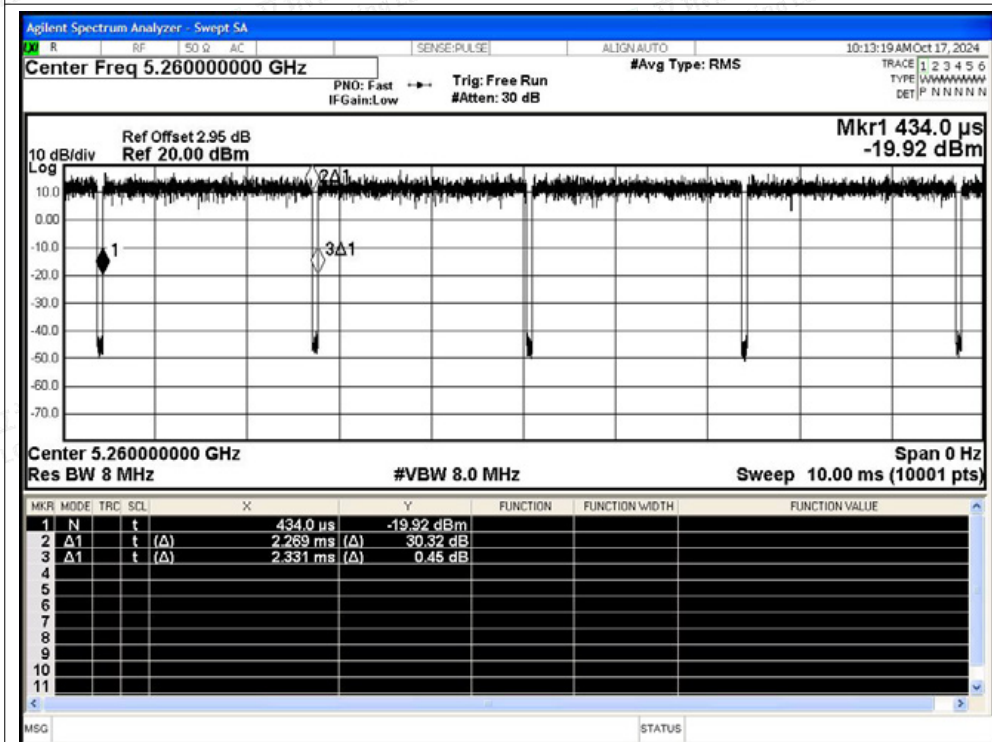 Agilent Spectrum Analyzer - Swept SA
LXI R RF 50 Ω AC SENSE:PULSE ALIGN AUTO 10:13:19 AM Oct 17, 2024
Center Freq 5.260000000 GHz #Avg Type: RMS TRACE 1 2 3 4 5 6
PNO: Fast Trig: Free Run TYPE WWWWWW
IFGain:Low #Atten: 30 dB DET P N N N N N
Mkr1 434.0 µs
Ref Offset 2.95 dB
10 dB/div Ref 20.00 dBm -19.92 dBm
Log
2Δ1
10.0
0.00
-10.0
1
3Δ1
-20.0
-30.0
-40.0
-50.0
-60.0
-70.0
Center 5.260000000 GHz Span 0 Hz
Res BW 8 MHz #VBW 8.0 MHz Sweep 10.00 ms (10001 pts)
MKR MODE TRC SCL X Y FUNCTION FUNCTION WIDTH FUNCTION VALUE
1 N t 434.0 µs -19.92 dBm
2 Δ1 t (Δ) 2.269 ms (Δ) 30.32 dB
3 Δ1 t (Δ) 2.331 ms (Δ) 0.45 dB
4
5
6
7
8
9
10
11
MSG STATUS